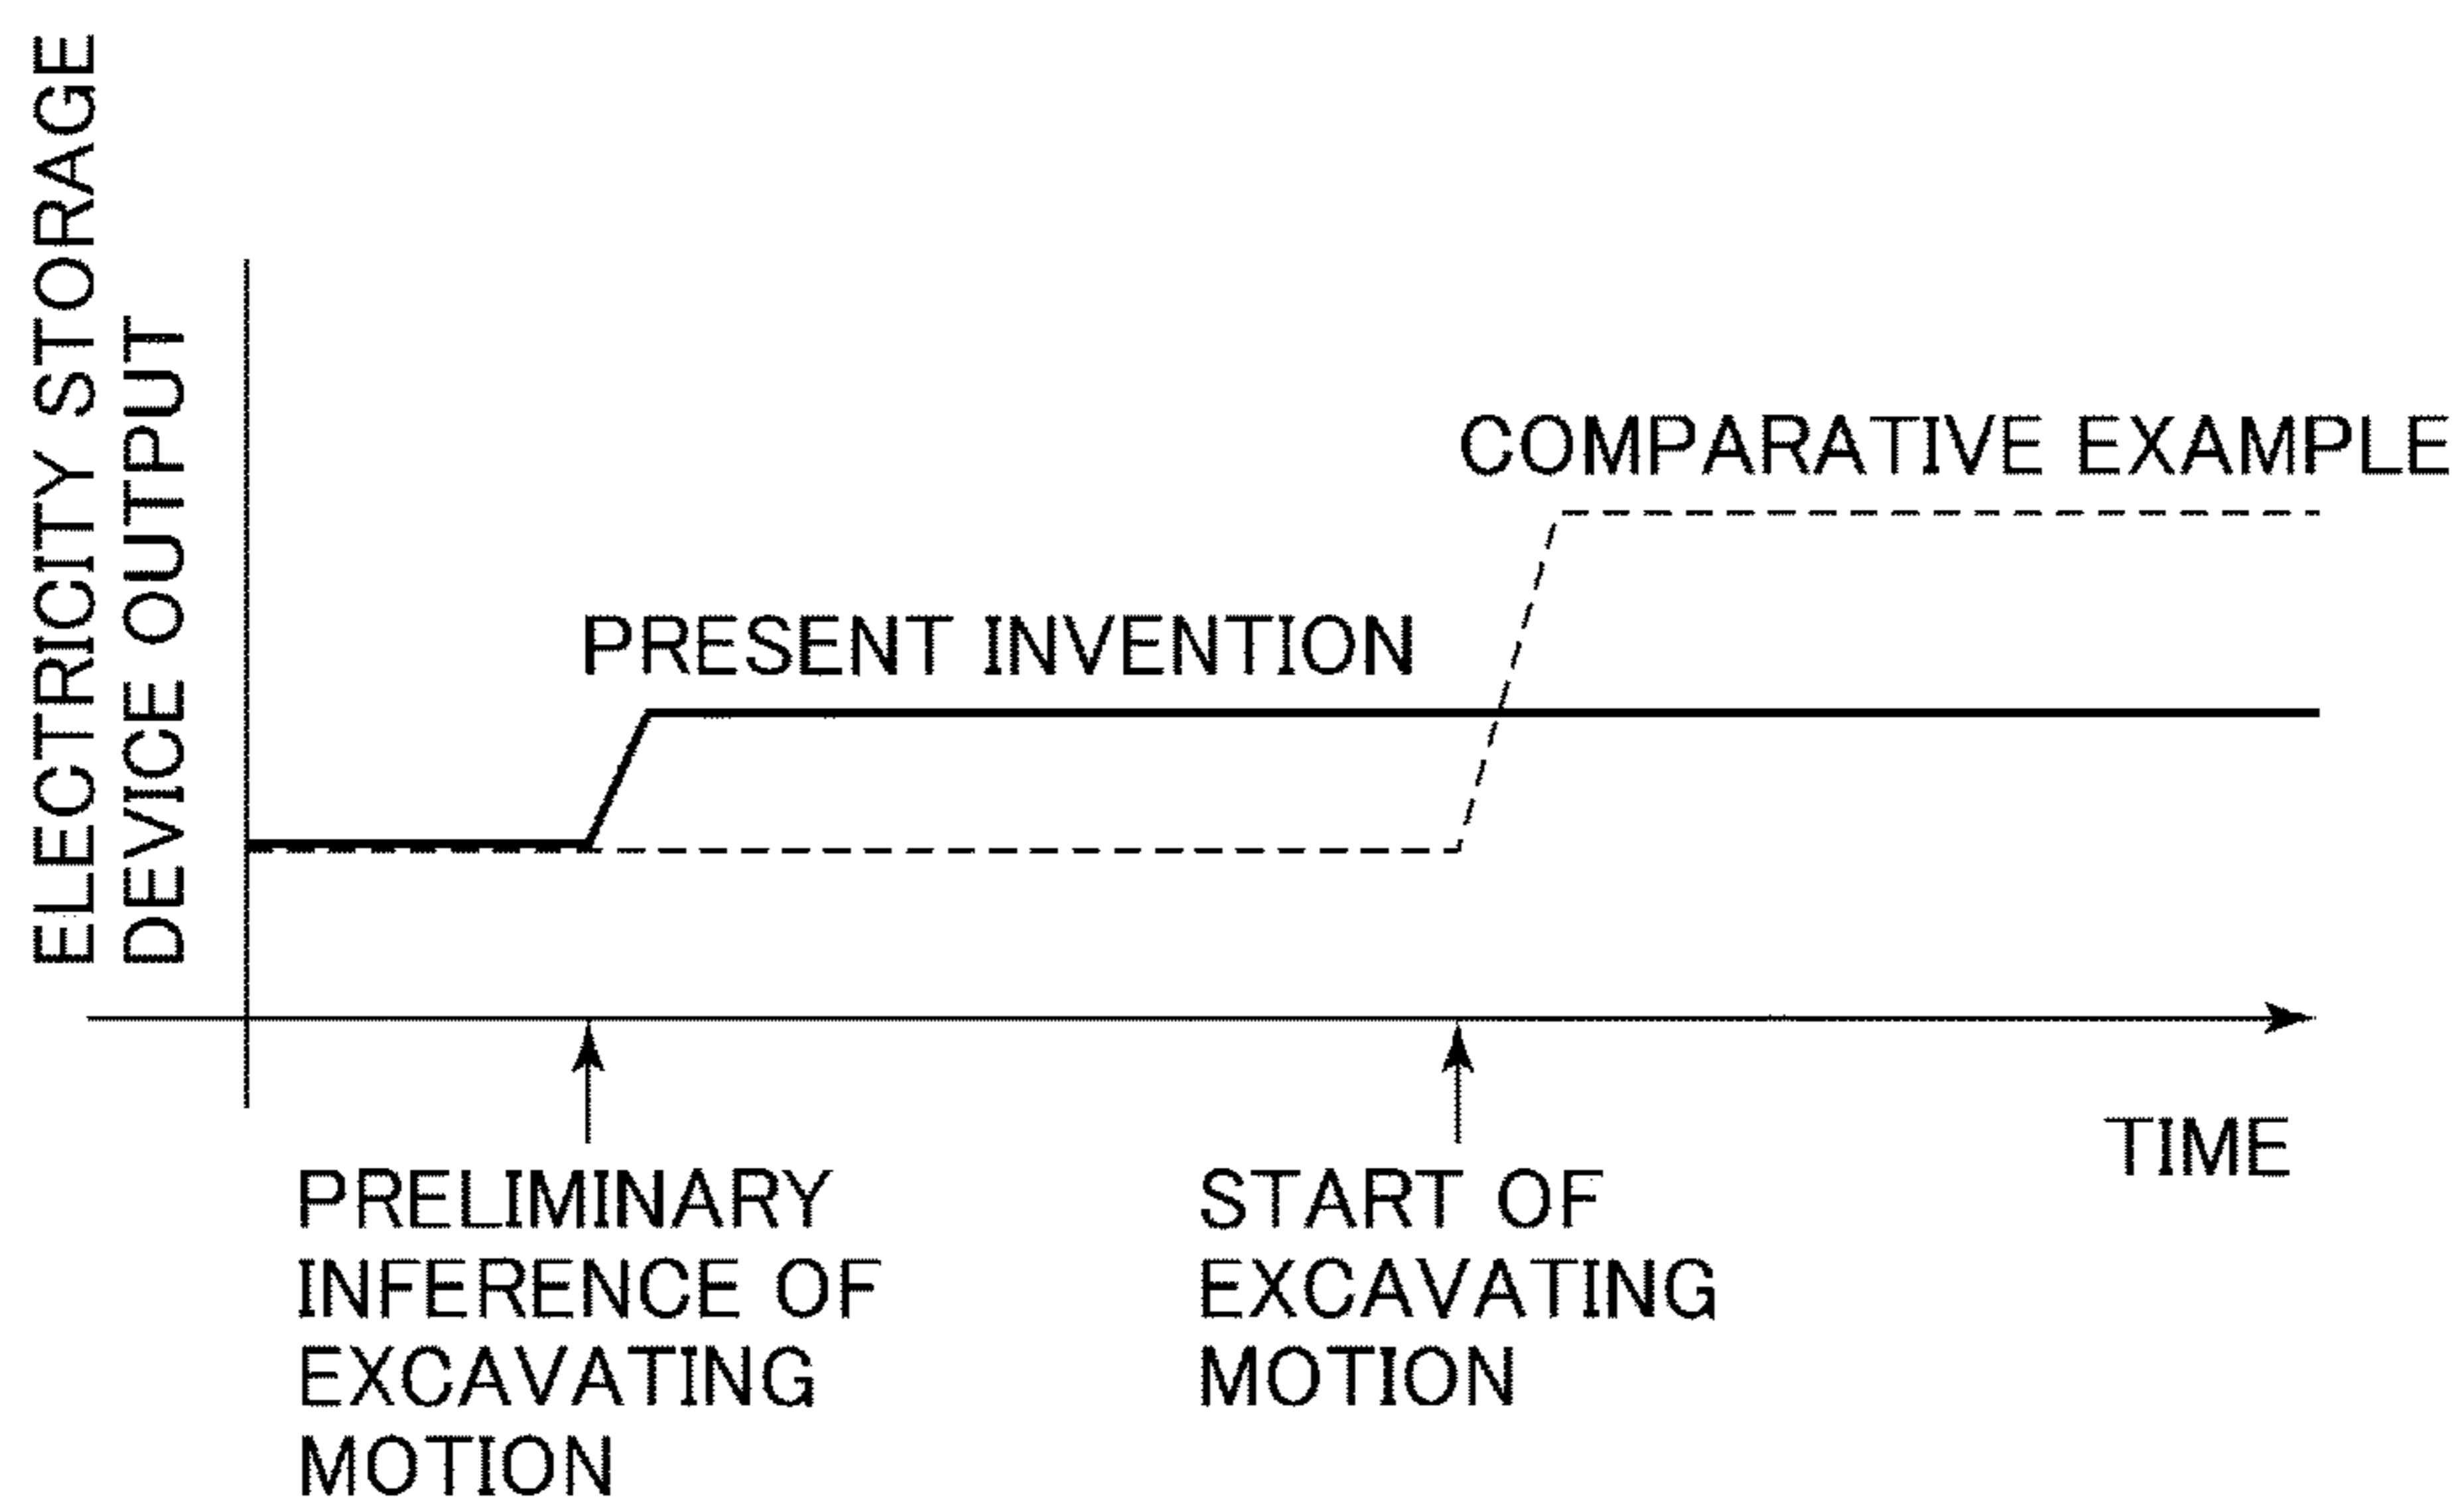 ELECTRICITY STORAGE
DEVICE OUTPUT
COMPARATIVE EXAMPLE
PRESENT INVENTION
TIME
PRELIMINARY
INFERENCE OF
EXCAVATING
MOTION
START OF
EXCAVATING
MOTION